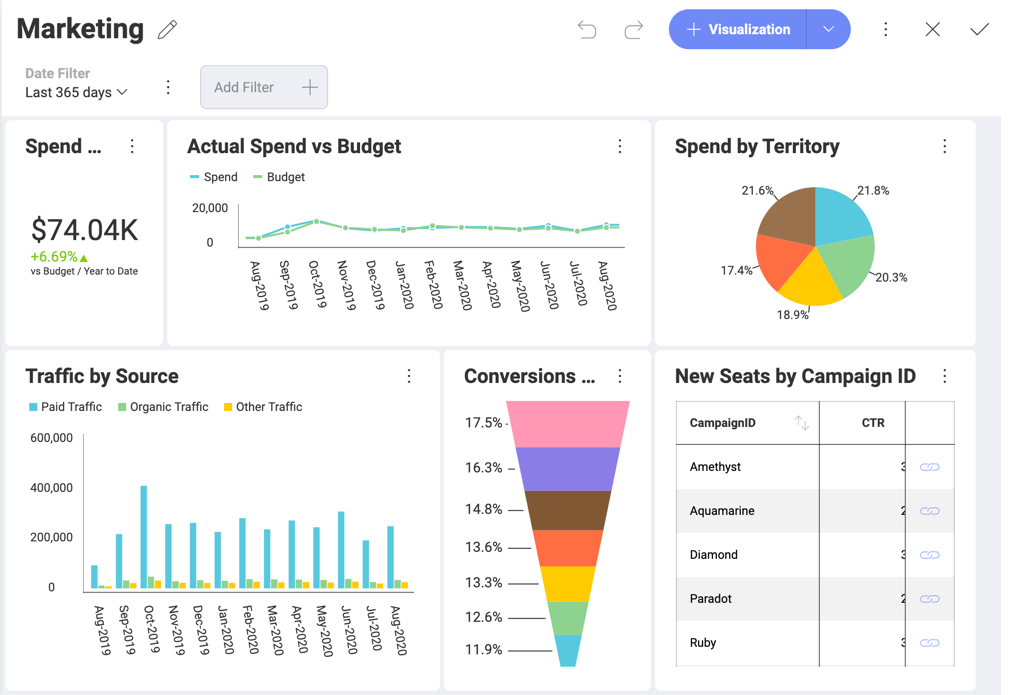 Marketing
Visualization
Date Filter
Last 365 days
Add Filter
Spend ...
$74.04K
+6.69%
vs Budget / Year to Date
Actual Spend vs Budget
Spend Budget
20,000
0
Aug-2019 Sep-2019 Oct-2019 Nov-2019 Dec-2019 Jan-2020 Feb-2020 Mar-2020 Apr-2020 May-2020 Jun-2020 Jul-2020 Aug-2020
Spend by Territory
21.6% 21.8%
17.4% 20.3%
18.9%
Traffic by Source
Paid Traffic Organic Traffic Other Traffic
600,000
400,000
200,000
0
Aug-2019 Sep-2019 Oct-2019 Nov-2019 Dec-2019 Jan-2020 Feb-2020 Mar-2020 Apr-2020 May-2020 Jun-2020 Jul-2020 Aug-2020
Conversions ...
17.5%
16.3%
14.8%
13.6%
13.3%
12.6%
11.9%
New Seats by Campaign ID
CampaignID CTR
Amethyst 3
Aquamarine 2
Diamond 3
Paradot 2
Ruby 3